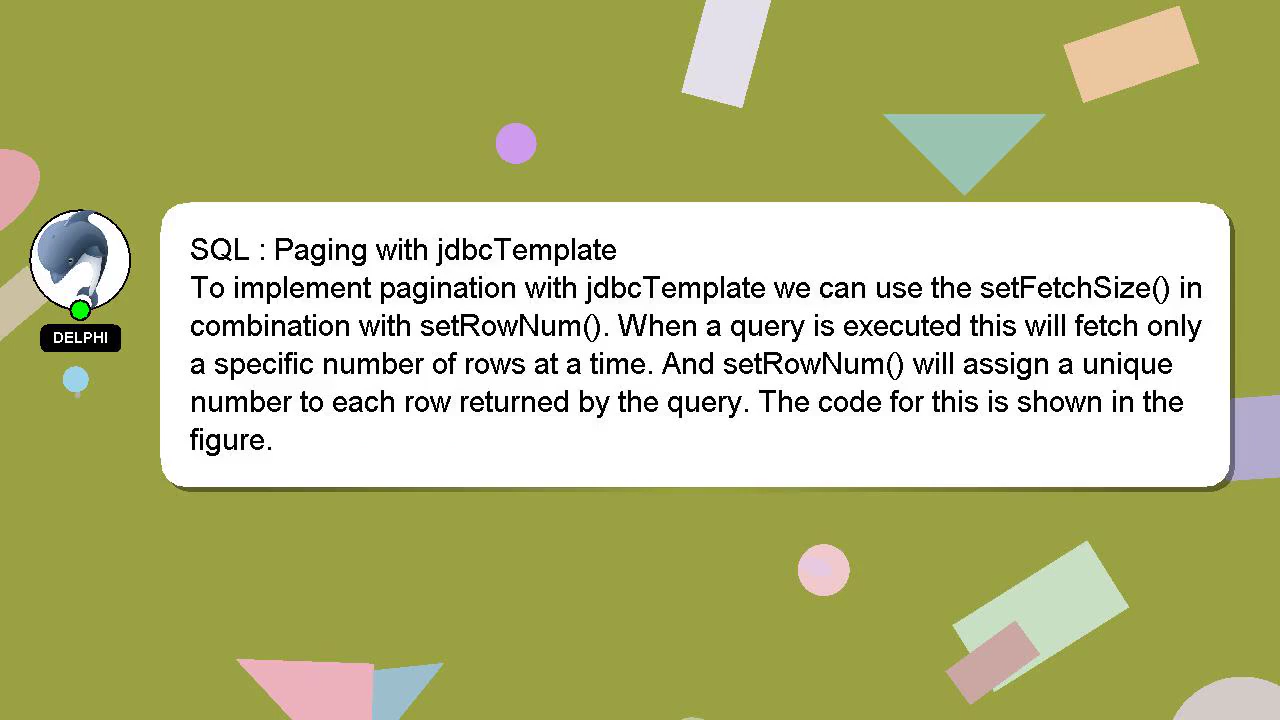 SQL : Paging with jdbcTemplate
To implement pagination with jdbcTemplate we can use the setFetchSize() in
combination with setRowNum(). When a query is executed this will fetch only
a specific number of rows at a time. And setRowNum() will assign a unique
number to each row returned by the query. The code for this is shown in the
figure.
DELPHI